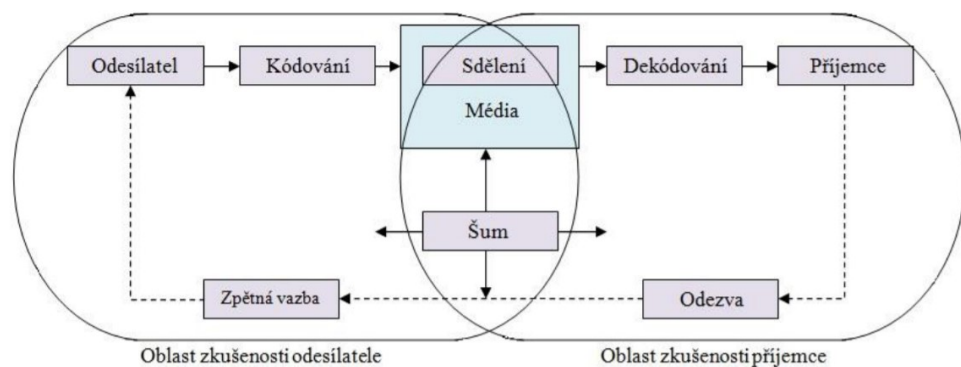 Odesílatel
Kódování
Sdělení
Dekódování
Příjemce
Média
Šum
Zpětná vazba
Odezva
Oblast zkušenosti odesílatele
Oblast zkušenosti příjemce